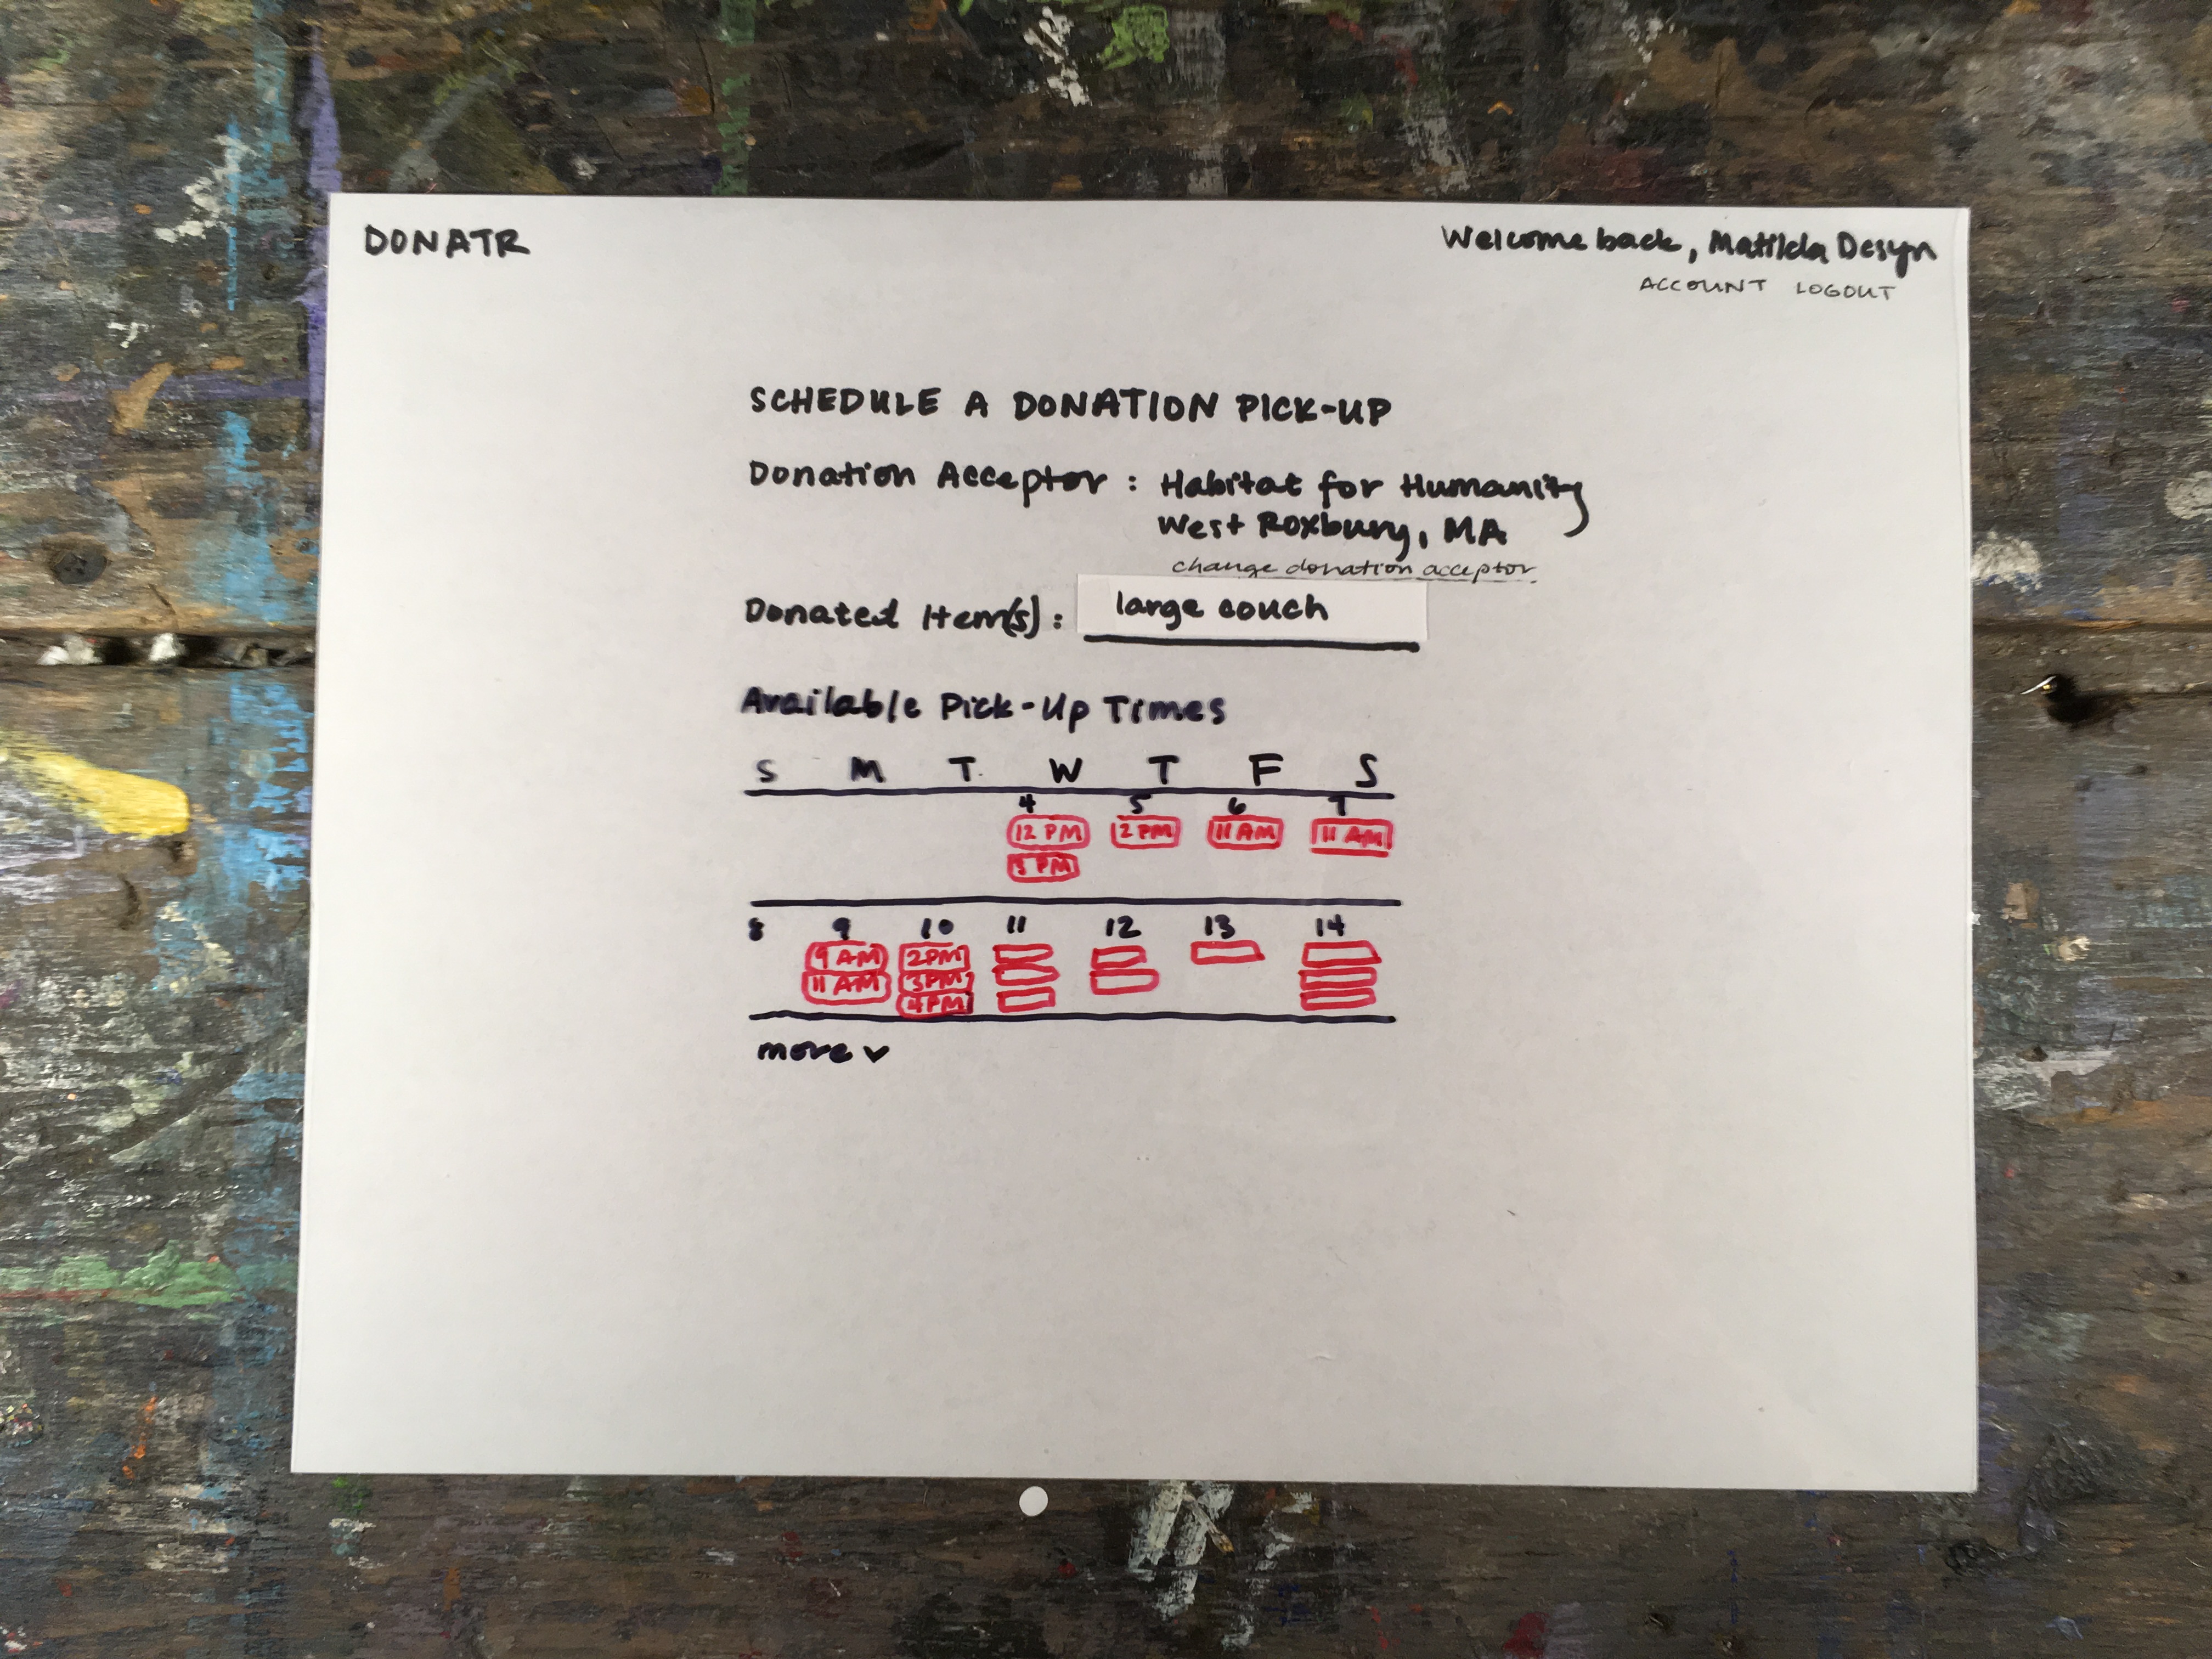 DONATR
Welcome back, Matilda Desyn
ACCOUNT LOGOUT
SCHEDULE A DONATION PICK-UP
Donation Acceptor : Habitat for Humanity
West Roxbury, MA
change donation acceptor
Donated Item(s) : large couch
Available Pick-Up Times
S M T W T F S
4 5 6 7
12 PM 2 PM 11 AM 11 AM
PM
8 9 10 11 12 13 14
9 AM 2PM
11 AM 3PM
4PM
more